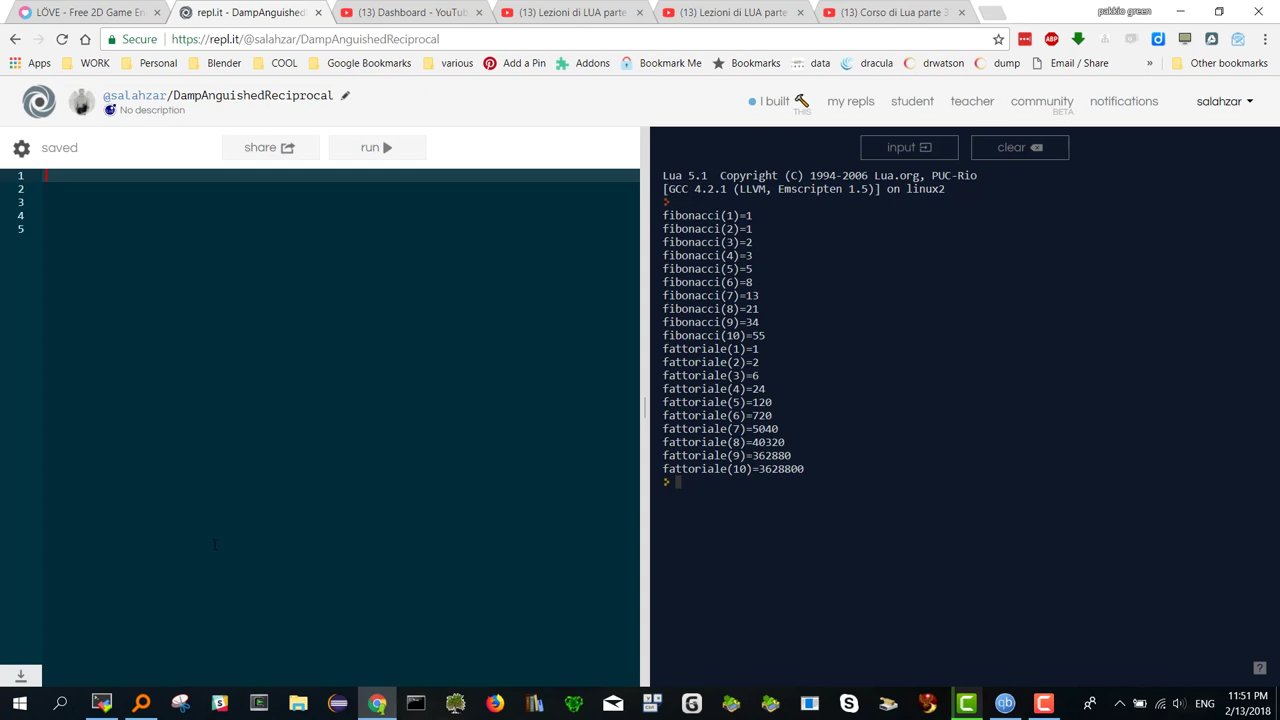 LÖVE - Free 2D Game En
repl.it - DampAnguished
(13) Dashboard - YouTub
(13) Lezioni di LUA parte
(13) Lezioni di LUA parte
(13) Corso di Lua parte 3
pakkio green
Secure
https://repl.it/@salahzar/DampAnguishedReciprocal
ABP
Apps
WORK
Personal
Blender
COOL
Google Bookmarks
various
Add a Pin
Addons
Bookmark Me
Bookmarks
data
dracula
drwatson
dump
Email / Share
»
Other bookmarks
@salahzar/DampAnguishedReciprocal
No description
I built
THIS
my repls
student
teacher
community
BETA
notifications
salahzar
saved
share
run
input
clear
1
2
3
4
5
Lua 5.1 Copyright (C) 1994-2006 Lua.org, PUC-Rio
[GCC 4.2.1 (LLVM, Emscripten 1.5)] on linux2
>
fibonacci(1)=1
fibonacci(2)=1
fibonacci(3)=2
fibonacci(4)=3
fibonacci(5)=5
fibonacci(6)=8
fibonacci(7)=13
fibonacci(8)=21
fibonacci(9)=34
fibonacci(10)=55
fattoriale(1)=1
fattoriale(2)=2
fattoriale(3)=6
fattoriale(4)=24
fattoriale(5)=120
fattoriale(6)=720
fattoriale(7)=5040
fattoriale(8)=40320
fattoriale(9)=362880
fattoriale(10)=3628800
>
?
ENG
11:51 PM
2/13/2018